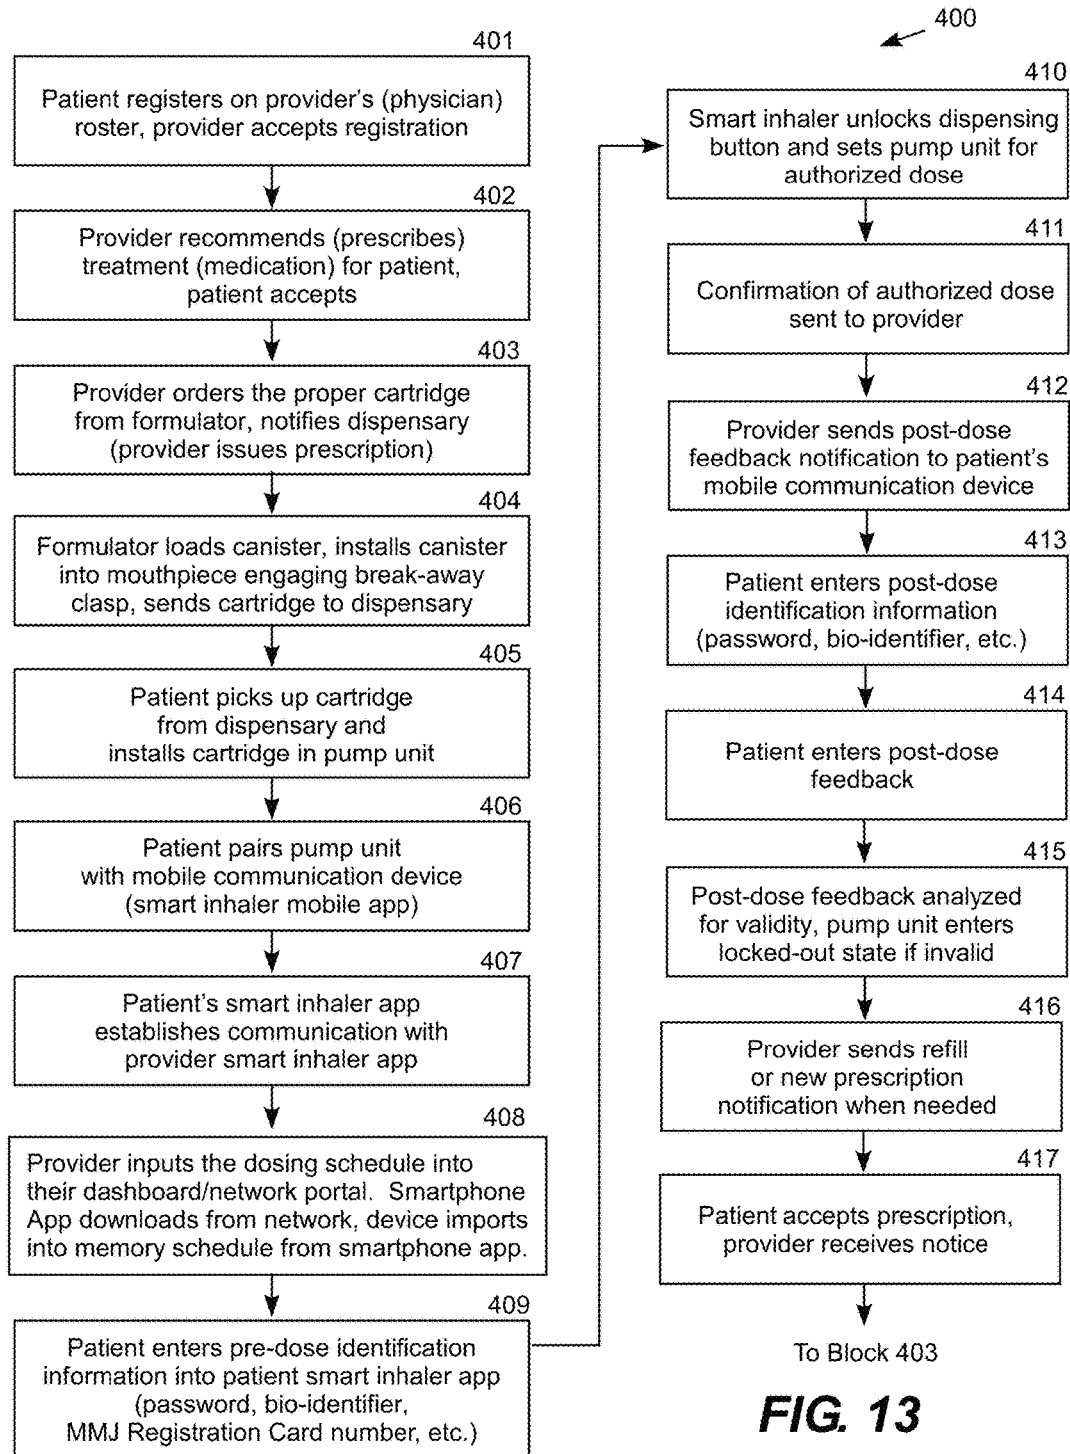 401
Patient registers on provider's (physician)
roster, provider accepts registration
402
Provider recommends (prescribes)
treatment (medication) for patient,
patient accepts
403
Provider orders the proper cartridge
from formulator, notifies dispensary
(provider issues prescription)
404
Formulator loads canister, installs canister
into mouthpiece engaging break-away
clasp, sends cartridge to dispensary
405
Patient picks up cartridge
from dispensary and
installs cartridge in pump unit
406
Patient pairs pump unit
with mobile communication device
(smart inhaler mobile app)
407
Patient's smart inhaler app
establishes communication with
provider smart inhaler app
408
Provider inputs the dosing schedule into
their dashboard/network portal. Smartphone
App downloads from network, device imports
into memory schedule from smartphone app.
409
Patient enters pre-dose identification
information into patient smart inhaler app
(password, bio-identifier,
MMJ Registration Card number, etc.)
400
410
Smart inhaler unlocks dispensing
button and sets pump unit for
authorized dose
411
Confirmation of authorized dose
sent to provider
412
Provider sends post-dose
feedback notification to patient's
mobile communication device
413
Patient enters post-dose
identification information
(password, bio-identifier, etc.)
414
Patient enters post-dose
feedback
415
Post-dose feedback analyzed
for validity, pump unit enters
locked-out state if invalid
416
Provider sends refill
or new prescription
notification when needed
417
Patient accepts prescription,
provider receives notice
To Block 403
FIG. 13